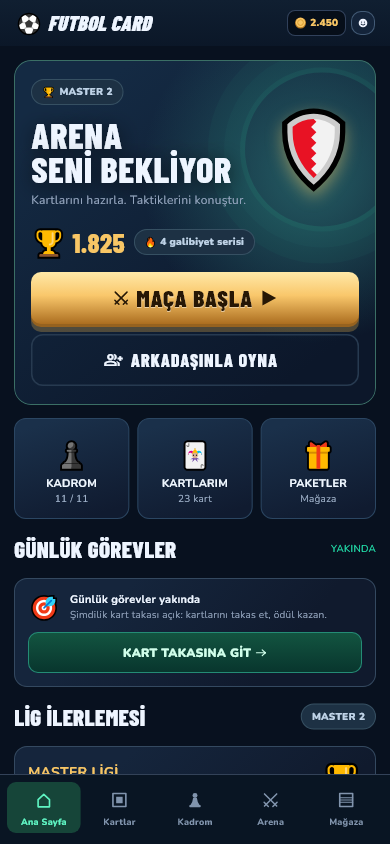 FUTBOL CARD
2.450
MASTER 2
ARENA
SENİ BEKLİYOR
Kartlarını hazırla. Taktiklerini konuştur.
1.825
4 galibiyet serisi
MAÇA BAŞLA
ARKADAŞINLA OYNA
KADROM
11 / 11
KARTLARIM
23 kart
PAKETLER
Mağaza
GÜNLÜK GÖREVLER
YAKINDA
Günlük görevler yakında
Şimdilik kart takası açık: kartlarını takas et, ödül kazan.
KART TAKASINA GİT →
LİG İLERLEMESİ
MASTER 2
MASTER LİGİ
Ana Sayfa
Kartlar
Kadrom
Arena
Mağaza